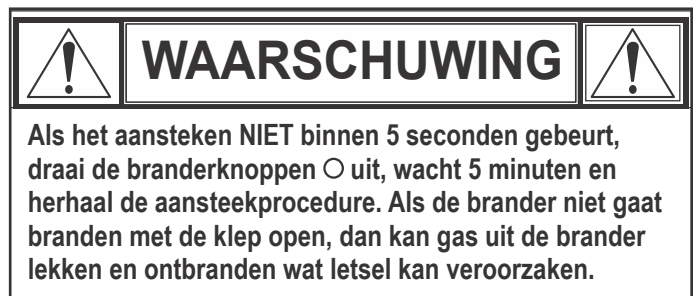 WAARSCHUWING
Als het aansteken NIET binnen 5 seconden gebeurt,
draai de branderknoppen O uit, wacht 5 minuten en
herhaal de aansteekprocedure. Als de brander niet gaat
branden met de klep open, dan kan gas uit de brander
lekken en ontbranden wat letsel kan veroorzaken.